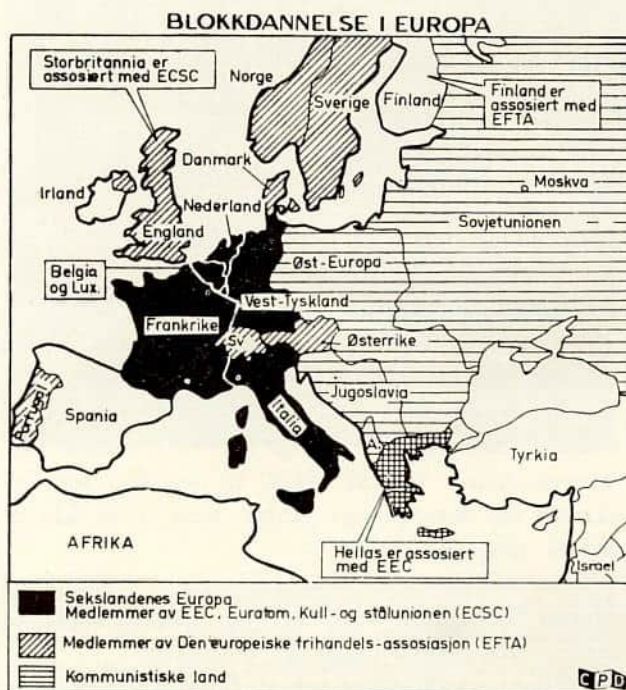 BLOKKDANNELSE I EUROPA
Storbritannia er
assosiert med ECSC
Norge
Sverige
Finland
Finland er
assosiert med
EFTA
Danmark
Moskva
Irland
Nederland
Sovjetunionen
England
Øst-Europa
Belgia
og Lux.
Vest-Tyskland
Frankrike
Sv
Østerrike
Jugoslavia
Portugal
Spania
Italia
A.
Tyrkia
AFRIKA
Hellas er assosiert
med EEC
Israel
Sekslandenes Europa
Medlemmer av EEC, Euratom, Kull- og stålunionen (ECSC)
Medlemmer av Den europeiske frihandels-assosiasjon (EFTA)
Kommunistiske land
CPD